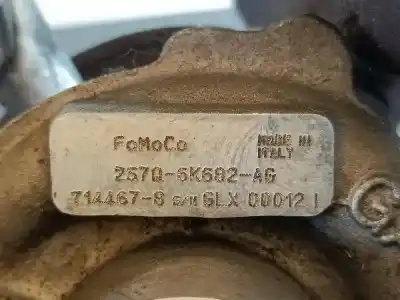 FoMoCo
MADE IN
ITALY
2S7Q-6K682-AG
714467-8 S/N GLX 00012 I
G